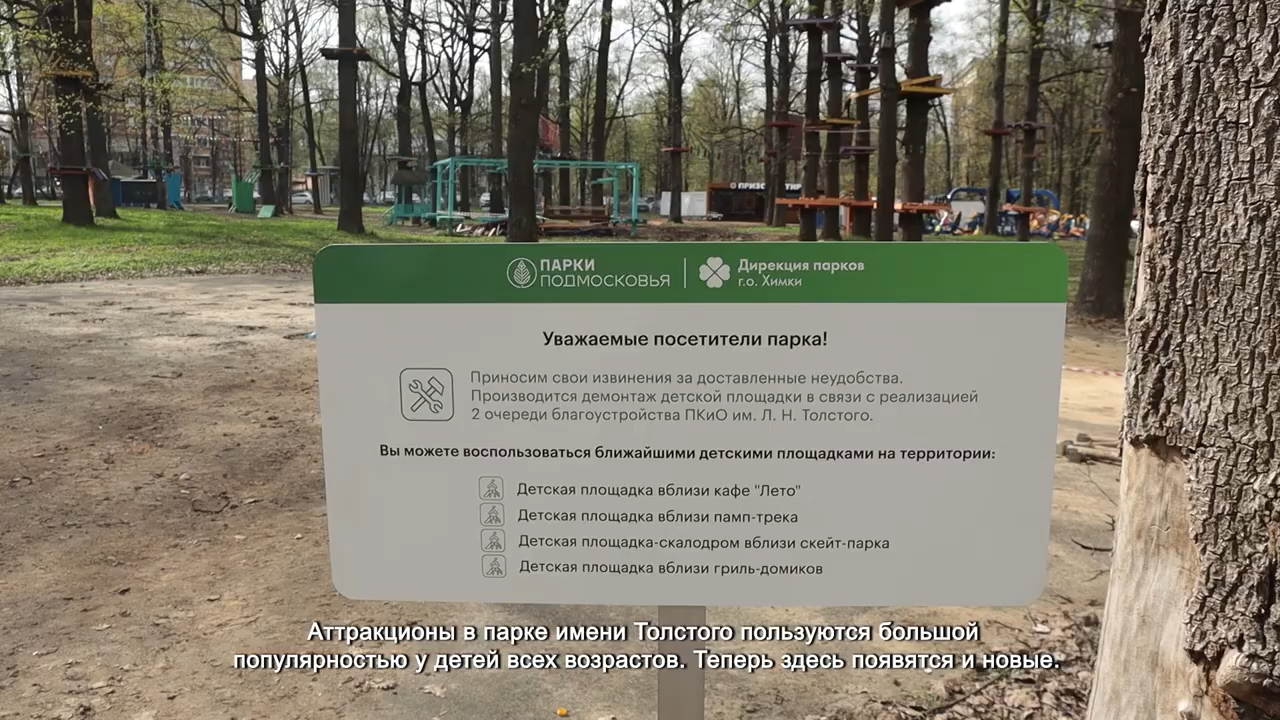 ПРИЗО ТИР
ПАРКИ
ПОДМОСКОВЬЯ
Дирекция парков
г.о. Химки
Уважаемые посетители парка!
Приносим свои извинения за доставленные неудобства.
Производится демонтаж детской площадки в связи с реализацией
2 очереди благоустройства ПКиО им. Л. Н. Толстого.
Вы можете воспользоваться ближайшими детскими площадками на территории:
Детская площадка вблизи кафе "Лето"
Детская площадка вблизи памп-трека
Детская площадка-скалодром вблизи скейт-парка
Детская площадка вблизи гриль-домиков
Аттракционы в парке имени Толстого пользуются большой
популярностью у детей всех возрастов. Теперь здесь появятся и новые.